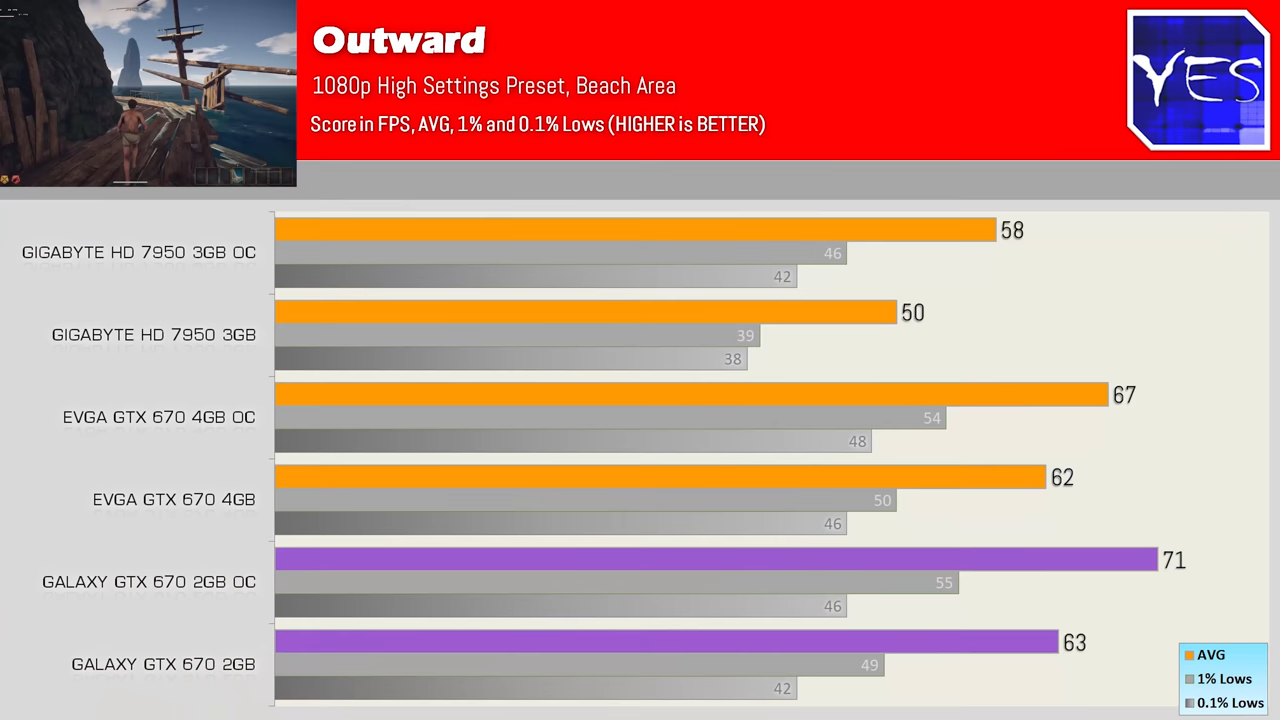 Outward
1080p High Settings Preset, Beach Area
Score in FPS, AVG, 1% and 0.1% Lows (HIGHER is BETTER)
YES
GIGABYTE HD 7950 3GB OC
58
46
42
GIGABYTE HD 7950 3GB
50
39
38
EVGA GTX 670 4GB OC
67
54
48
EVGA GTX 670 4GB
62
50
46
GALAXY GTX 670 2GB OC
71
55
46
GALAXY GTX 670 2GB
63
49
42
AVG
1% Lows
0.1% Lows